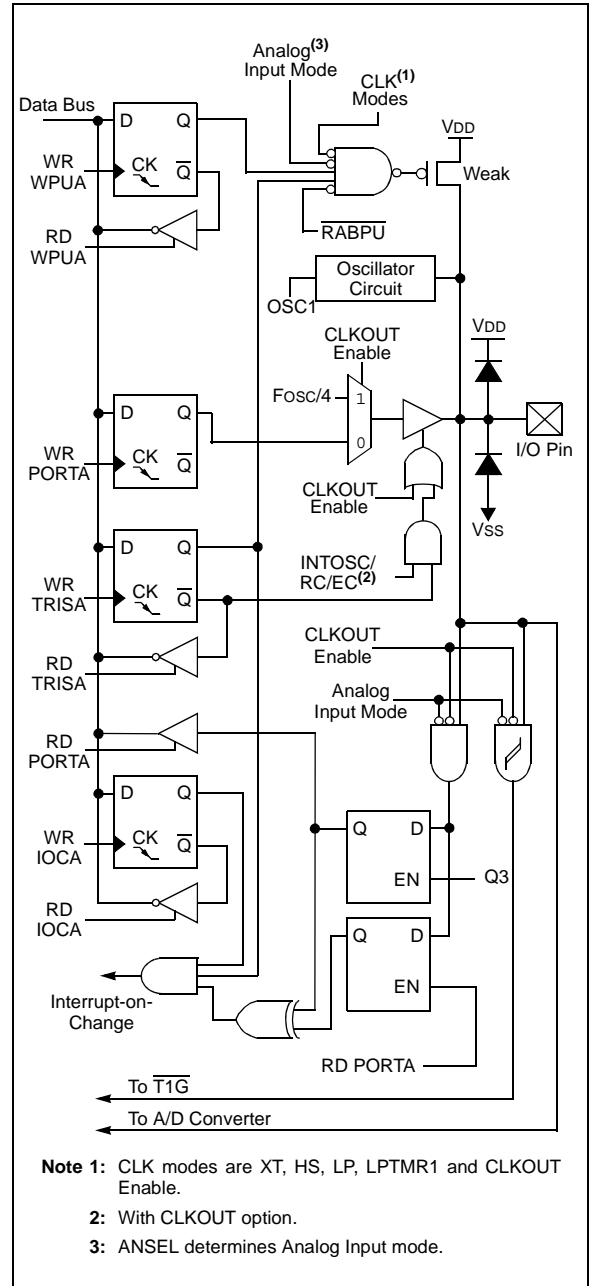 Analog(3)
Input Mode
CLK(1)
Modes
Data Bus
D Q
VDD
WR
WPUA
CK Q
Weak
RD
WPUA
RABPU
Oscillator
Circuit
OSC1
CLKOUT
Enable
VDD
FOSC/4
1
D Q
0
I/O Pin
WR
PORTA
CK Q
CLKOUT
Enable
VSS
D Q
INTOSC/
RC/EC(2)
WR
TRISA
CK Q
CLKOUT
Enable
RD
TRISA
Analog
Input Mode
RD
PORTA
D Q
WR
IOCA
CK Q
Q D
EN
Q3
RD
IOCA
Q D
EN
Interrupt-on-
Change
RD PORTA
To T1G
To A/D Converter
Note 1: CLK modes are XT, HS, LP, LPTMR1 and CLKOUT
Enable.
2: With CLKOUT option.
3: ANSEL determines Analog Input mode.